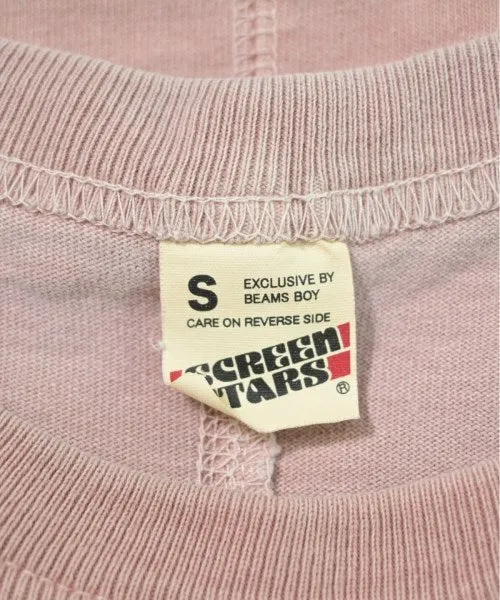 S
EXCLUSIVE BY
BEAMS BOY
CARE ON REVERSE SIDE
SCREEN
STARS®